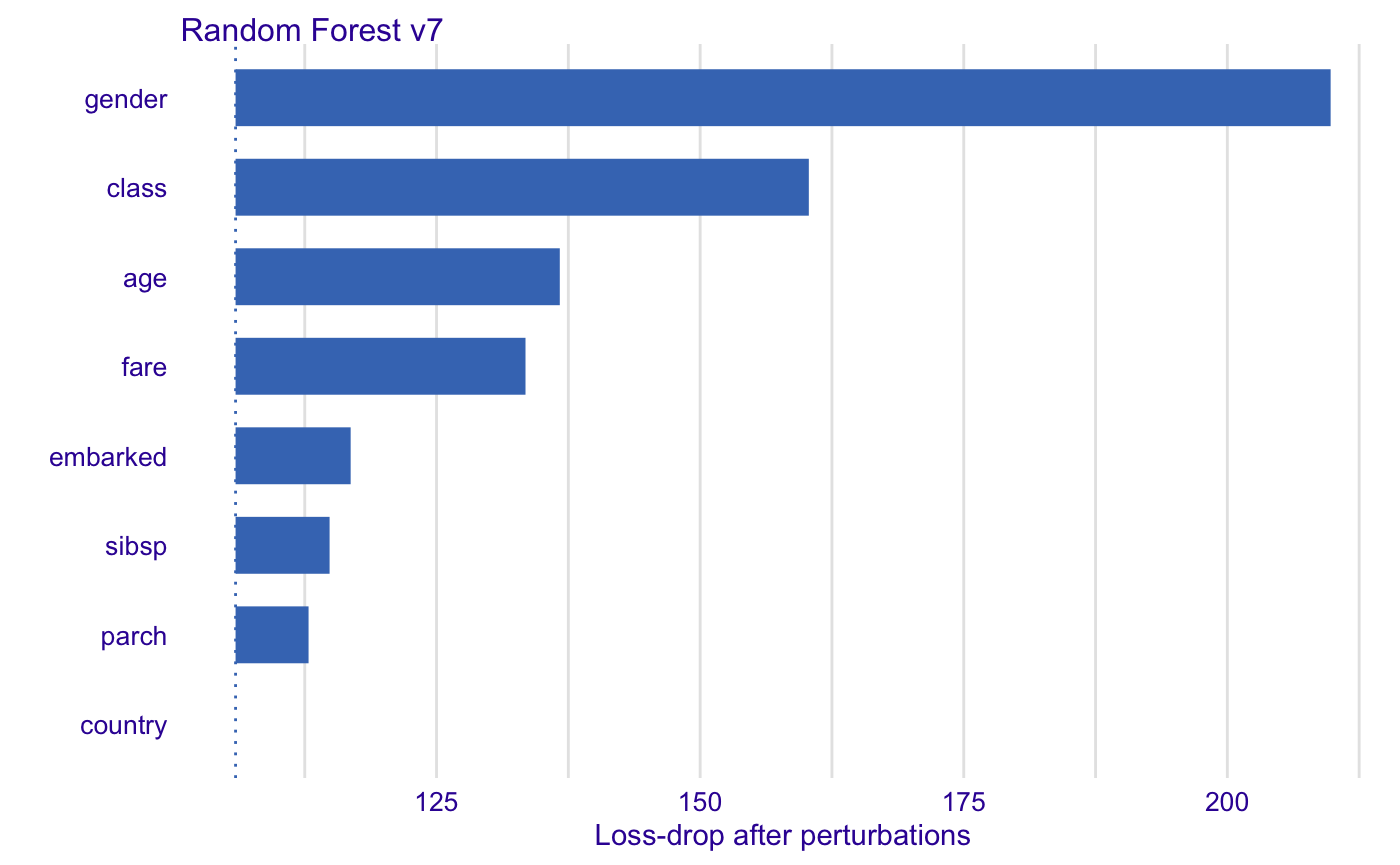 Random Forest v7
gender
class
age
fare
embarked
sibsp
parch
country
125 150 175 200
Loss-drop after perturbations